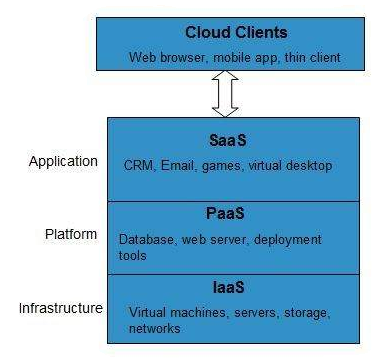 Cloud Clients
Web browser, mobile app, thin client
SaaS
Application
CRM, Email, games, virtual desktop
PaaS
Platform
Database, web server, deployment
tools
IaaS
Infrastructure
Virtual machines, servers, storage,
networks